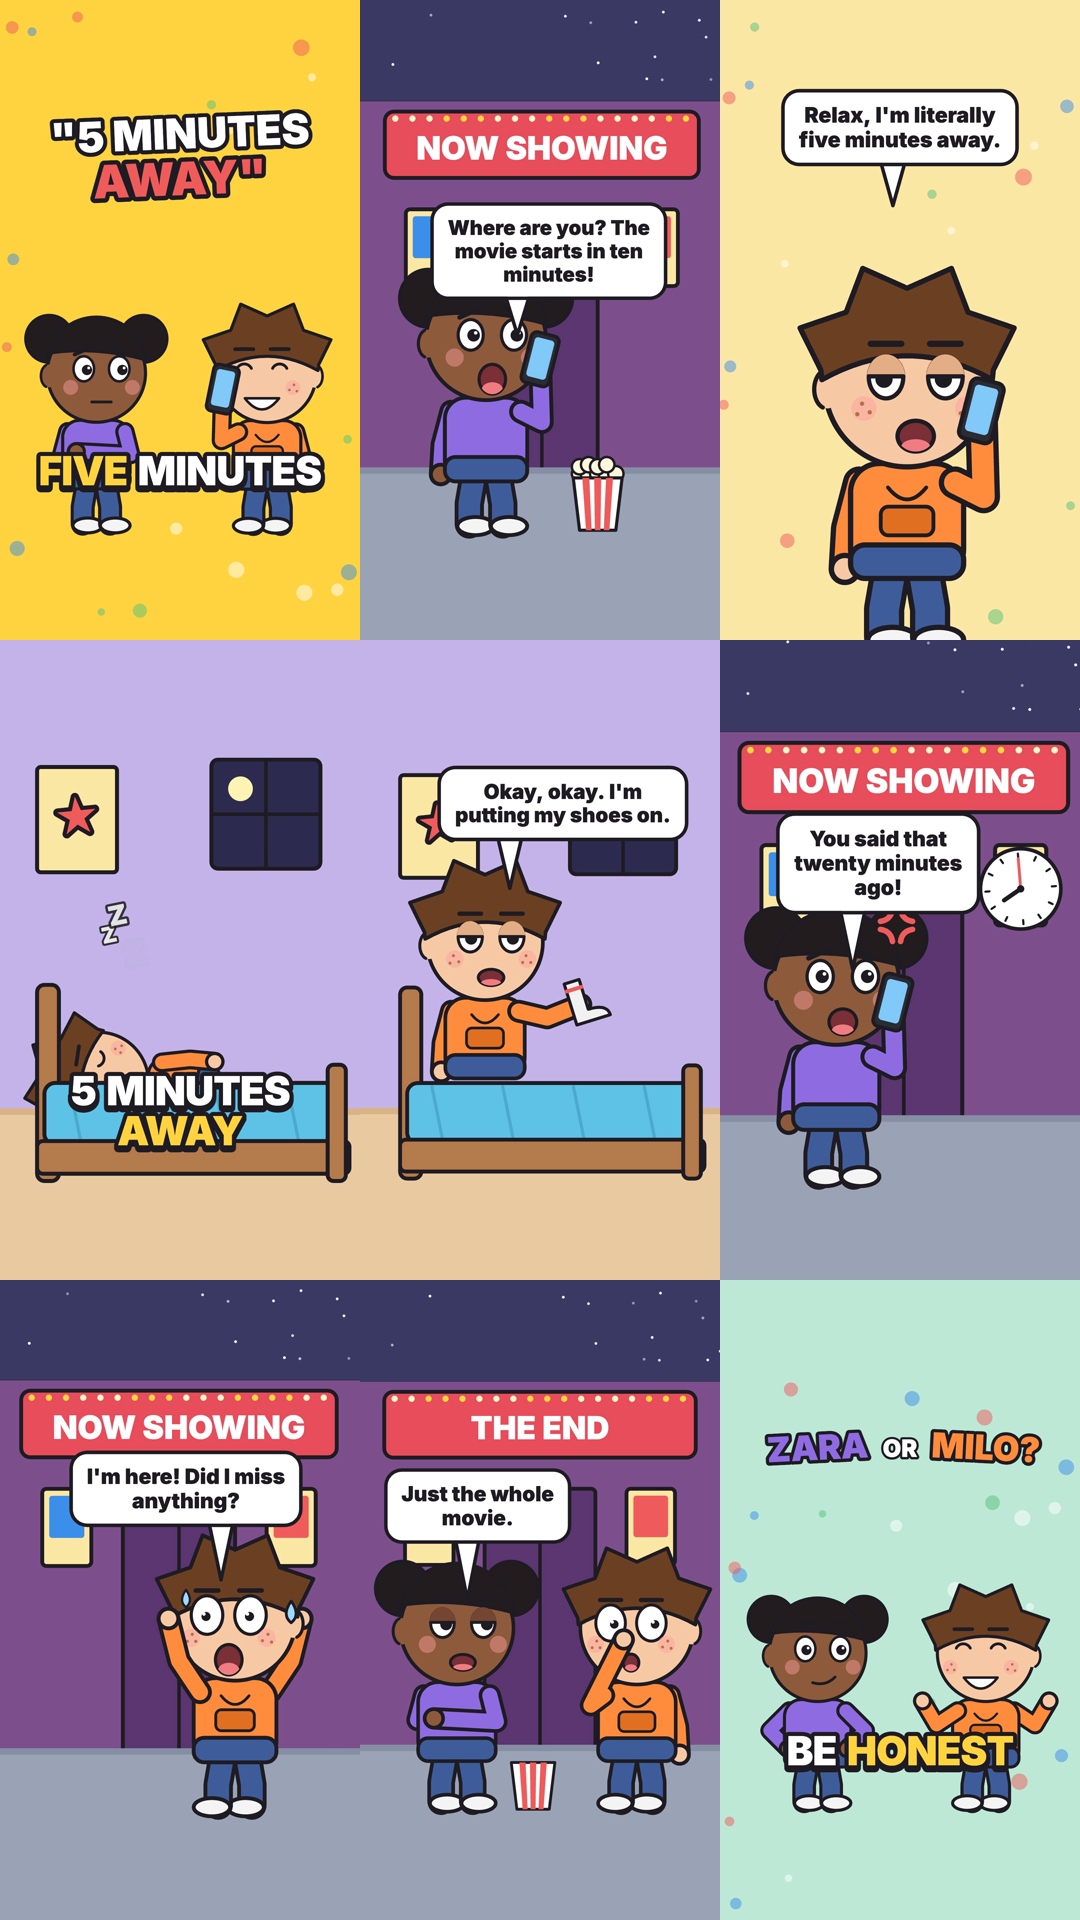 "5 MINUTES
AWAY"
FIVE MINUTES
NOW SHOWING
Where are you? The
movie starts in ten
minutes!
Relax, I'm literally
five minutes away.
Z
Z
5 MINUTES
AWAY
Okay, okay. I'm
putting my shoes on.
NOW SHOWING
You said that
twenty minutes
ago!
NOW SHOWING
I'm here! Did I miss
anything?
THE END
Just the whole
movie.
ZARA OR MILO?
BE HONEST